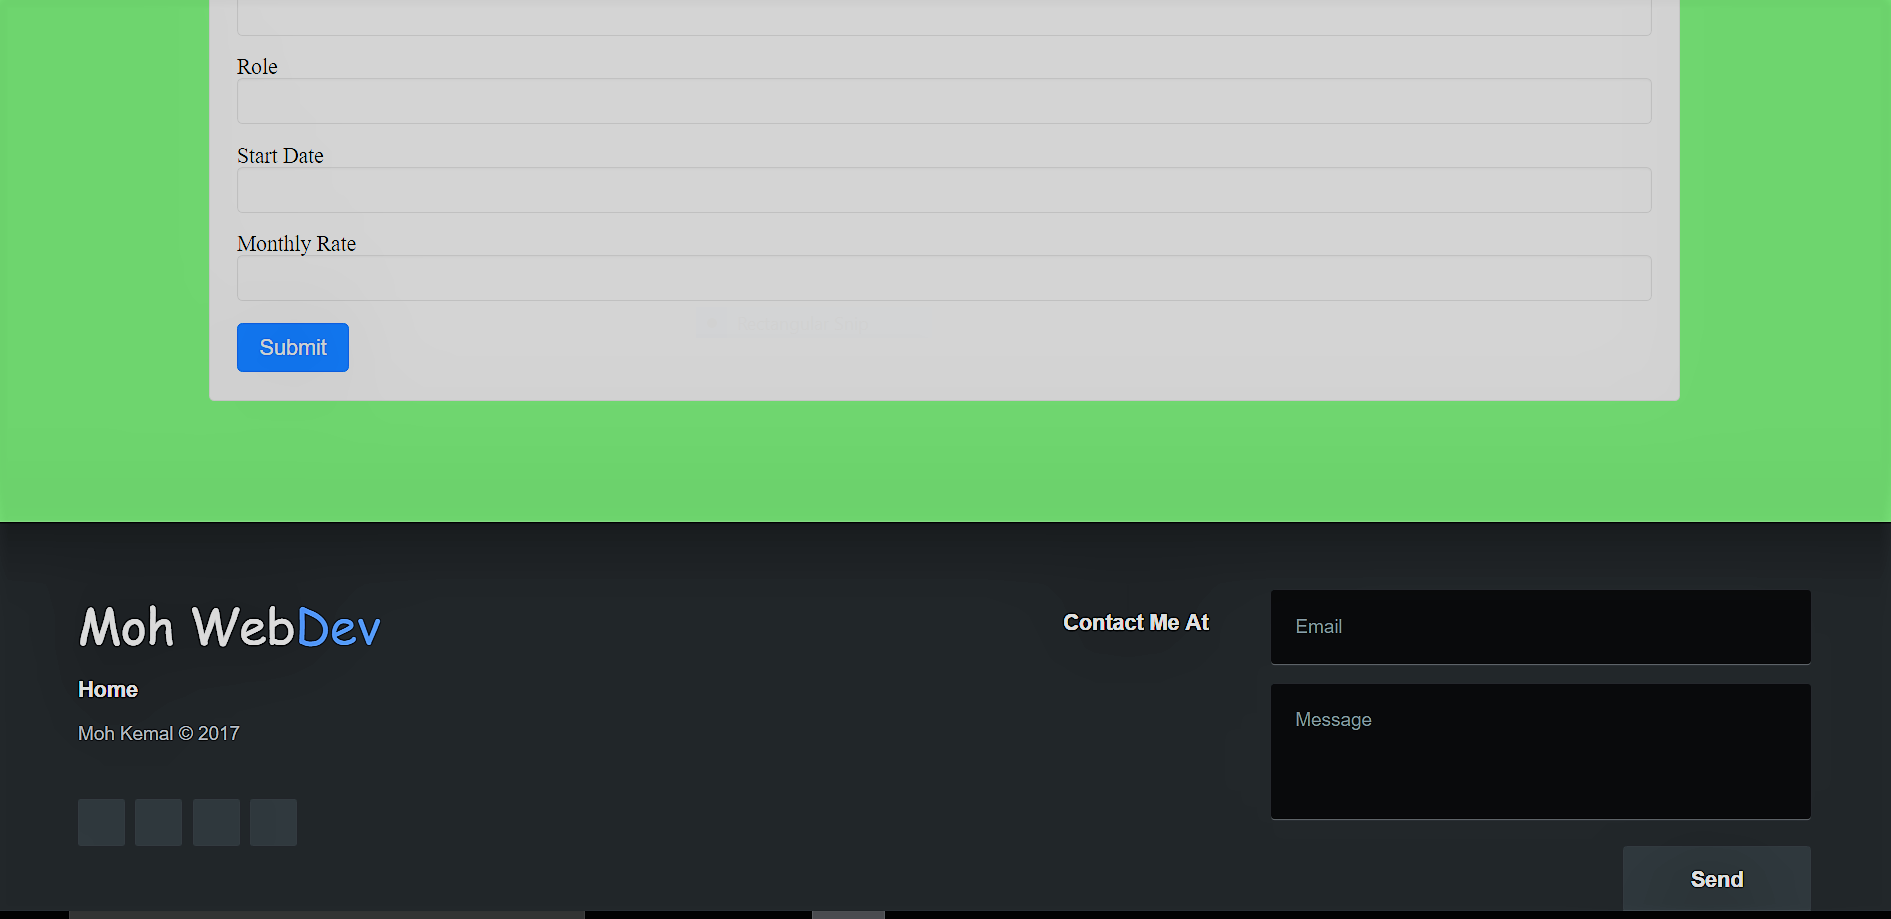 Role
Start Date
Monthly Rate
Submit
Moh WebDev
Home
Moh Kemal © 2017
Contact Me At
Email
Message
Send